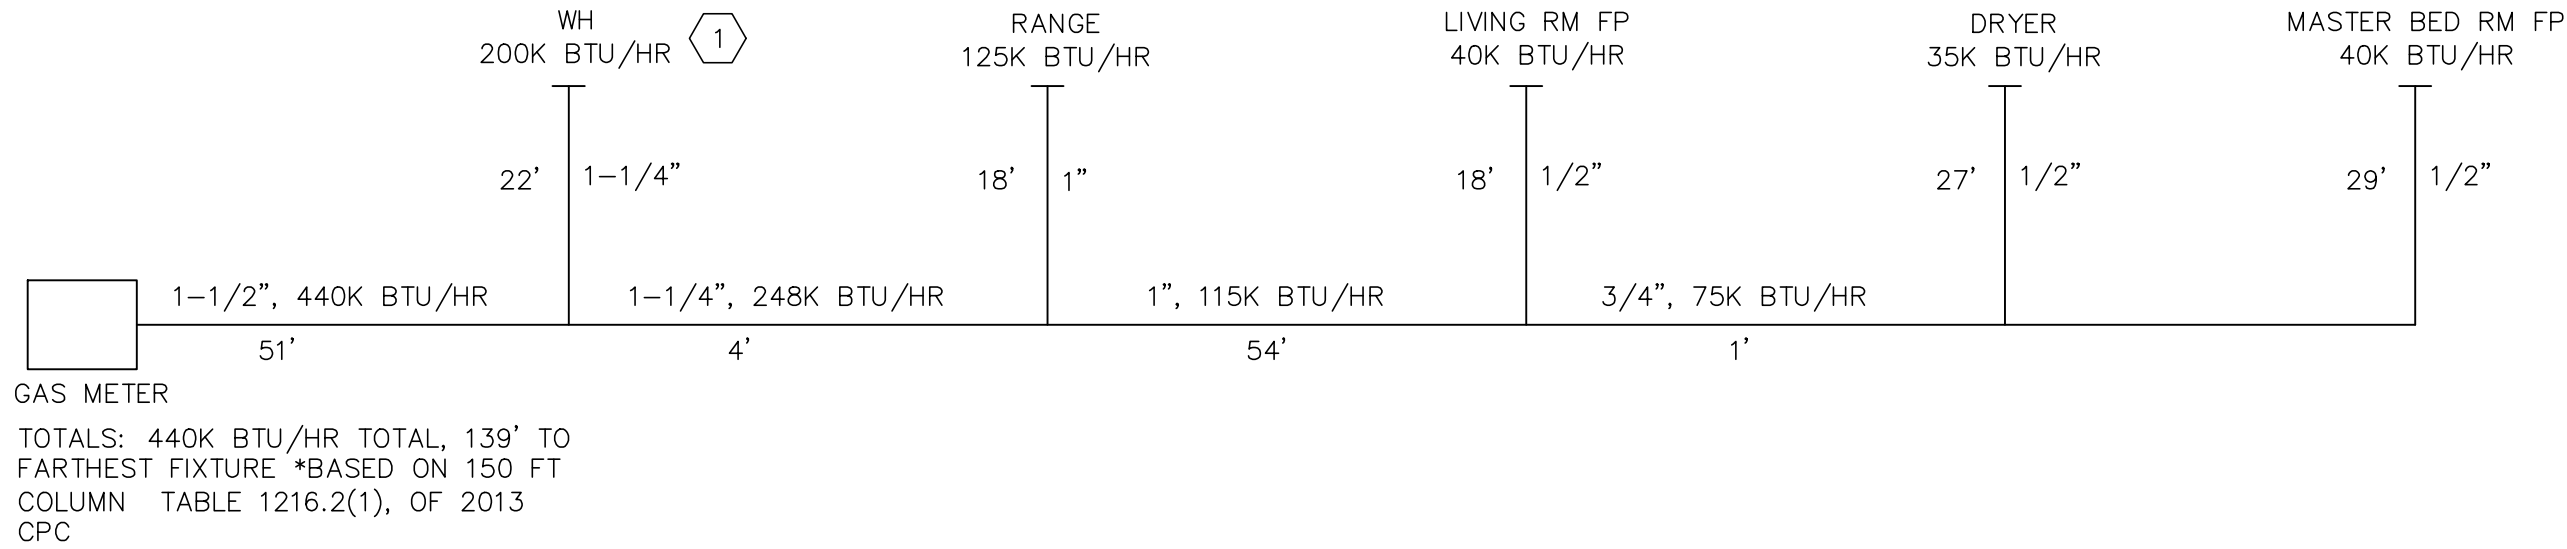 WH
200K BTU/HR
1
RANGE
125K BTU/HR
LIVING RM FP
40K BTU/HR
DRYER
35K BTU/HR
MASTER BED RM FP
40K BTU/HR
22'
1-1/4"
18'
1"
18'
1/2"
27'
1/2"
29'
1/2"
1-1/2", 440K BTU/HR
1-1/4", 248K BTU/HR
1", 115K BTU/HR
3/4", 75K BTU/HR
51'
4'
54'
1'
GAS METER
TOTALS: 440K BTU/HR TOTAL, 139' TO
FARTHEST FIXTURE *BASED ON 150 FT
COLUMN TABLE 1216.2(1), OF 2013
CPC